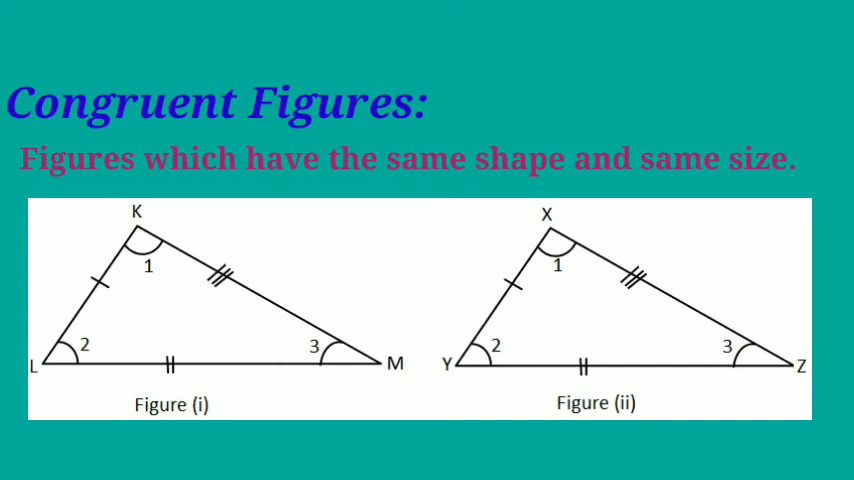 Congruent Figures:
Figures which have the same shape and same size.
K
1
2
3
L
M
Figure (i)
X
1
2
3
Y
Z
Figure (ii)